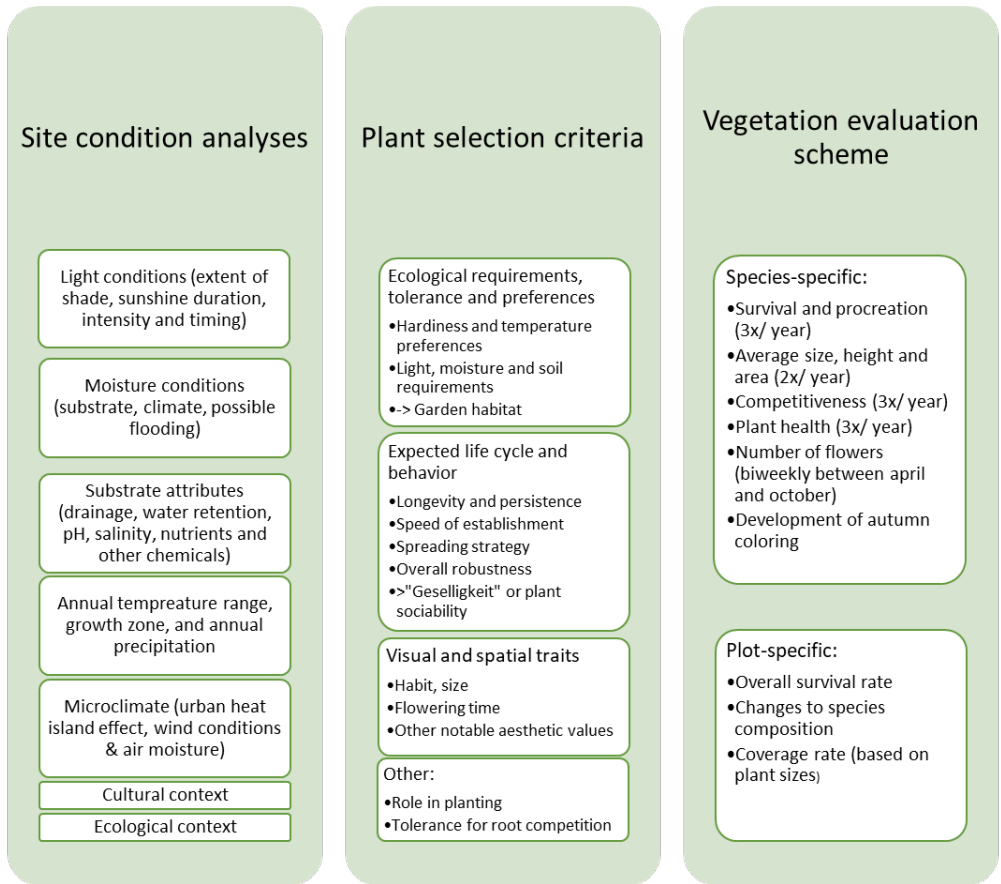 Site condition analyses
Light conditions (extent of
shade, sunshine duration,
intensity and timing)
Moisture conditions
(substrate, climate, possible
flooding)
Substrate attributes
(drainage, water retention,
pH, salinity, nutrients and
other chemicals)
Annual tempreature range,
growth zone, and annual
precipitation
Microclimate (urban heat
island effect, wind conditions
& air moisture)
Cultural context
Ecological context
Plant selection criteria
Ecological requirements,
tolerance and preferences
•Hardiness and temperature
preferences
•Light, moisture and soil
requirements
•-> Garden habitat
Expected life cycle and
behavior
•Longevity and persistence
•Speed of establishment
•Spreading strategy
•Overall robustness
•>"Geselligkeit" or plant
sociability
Visual and spatial traits
•Habit, size
•Flowering time
•Other notable aesthetic values
Other:
•Role in planting
•Tolerance for root competition
Vegetation evaluation
scheme
Species-specific:
•Survival and procreation
(3x/ year)
•Average size, height and
area (2x/ year)
•Competitiveness (3x/ year)
•Plant health (3x/ year)
•Number of flowers
(biweekly between april
and october)
•Development of autumn
coloring
Plot-specific:
•Overall survival rate
•Changes to species
composition
•Coverage rate (based on
plant sizes)